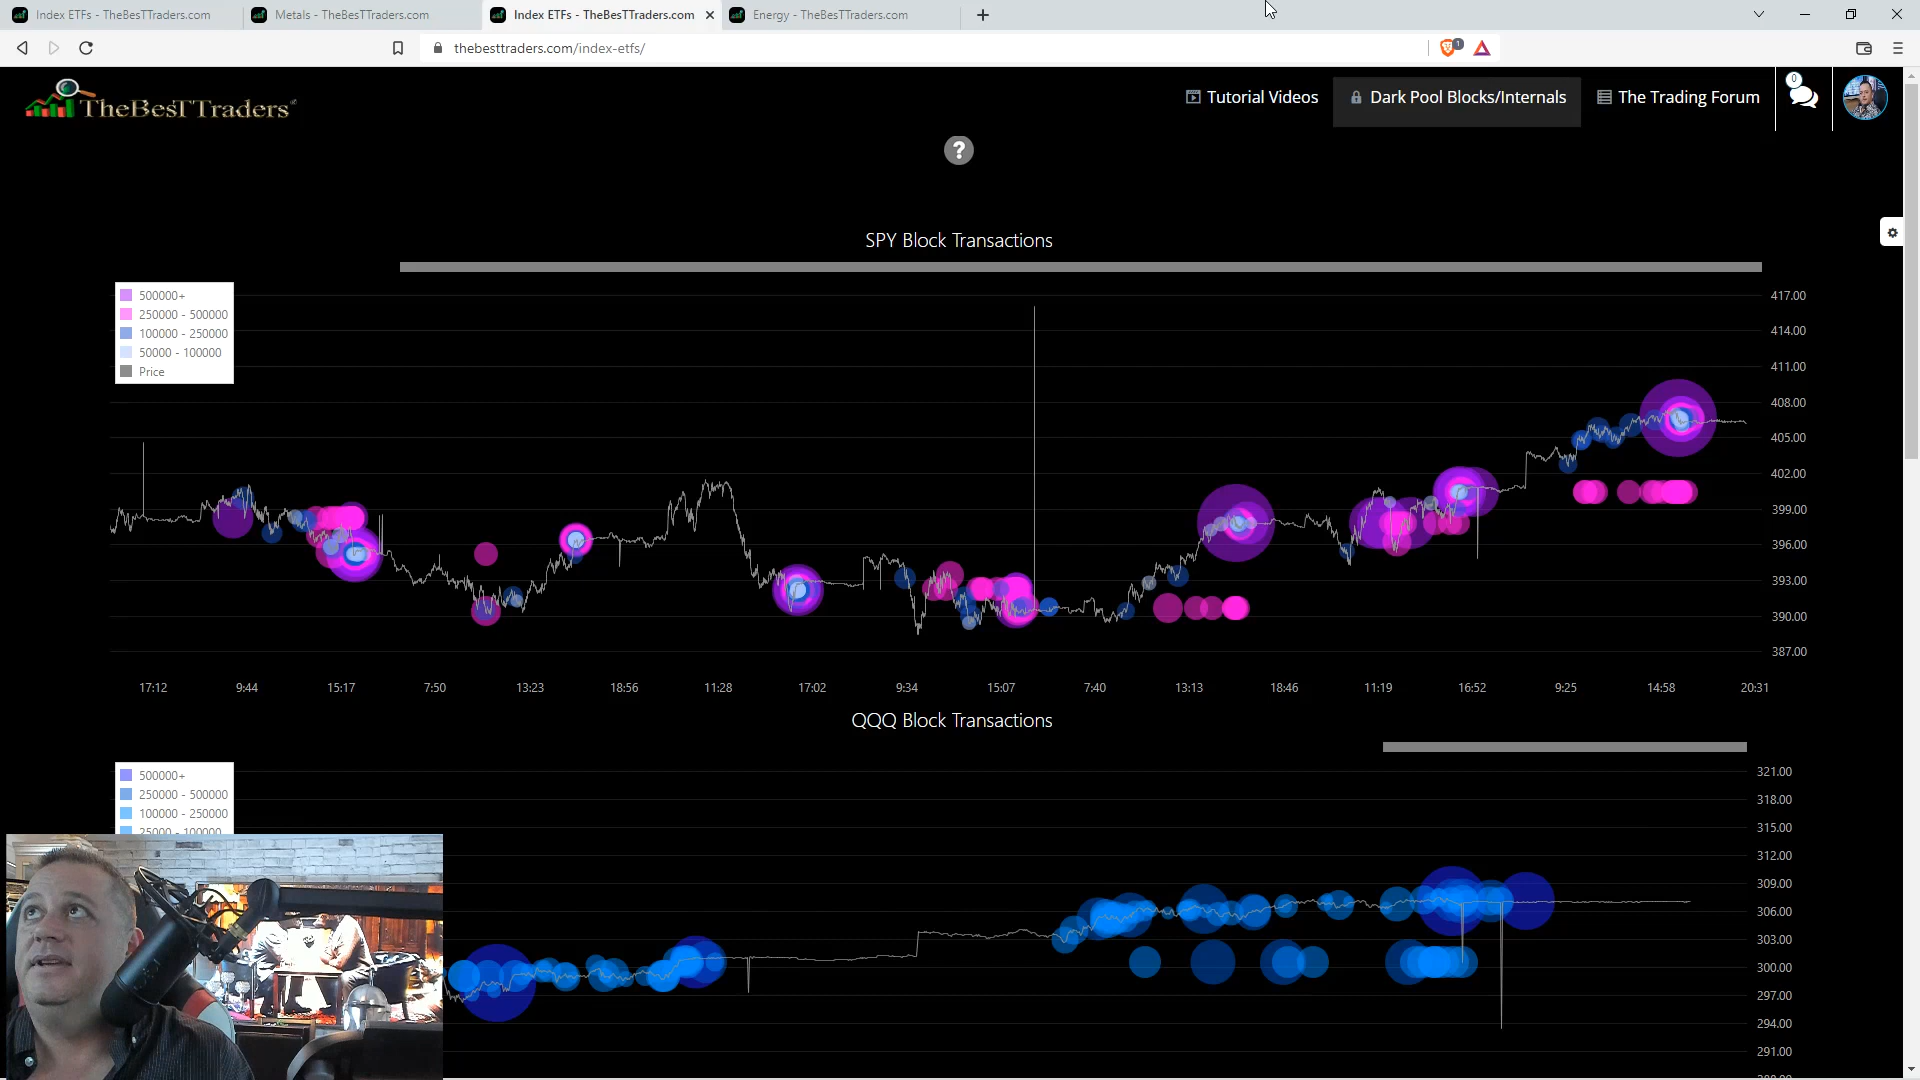 Index ETFs - TheBesTTraders.com
Metals - TheBesTTraders.com
Index ETFs - TheBesTTraders.com
Energy - TheBesTTraders.com
thebesttraders.com/index-etfs/
1
TheBesTTraders
Tutorial Videos
Dark Pool Blocks/Internals
The Trading Forum
0
?
SPY Block Transactions
500000+
250000 - 500000
100000 - 250000
50000 - 100000
Price
417.00
414.00
411.00
408.00
405.00
402.00
399.00
396.00
393.00
390.00
387.00
17:12 9:44 15:17 7:50 13:23 18:56 11:28 17:02 9:34 15:07 7:40 13:13 18:46 11:19 16:52 9:25 14:58 20:31
QQQ Block Transactions
500000+
250000 - 500000
100000 - 250000
25000 - 100000
321.00
318.00
315.00
312.00
309.00
306.00
303.00
300.00
297.00
294.00
291.00